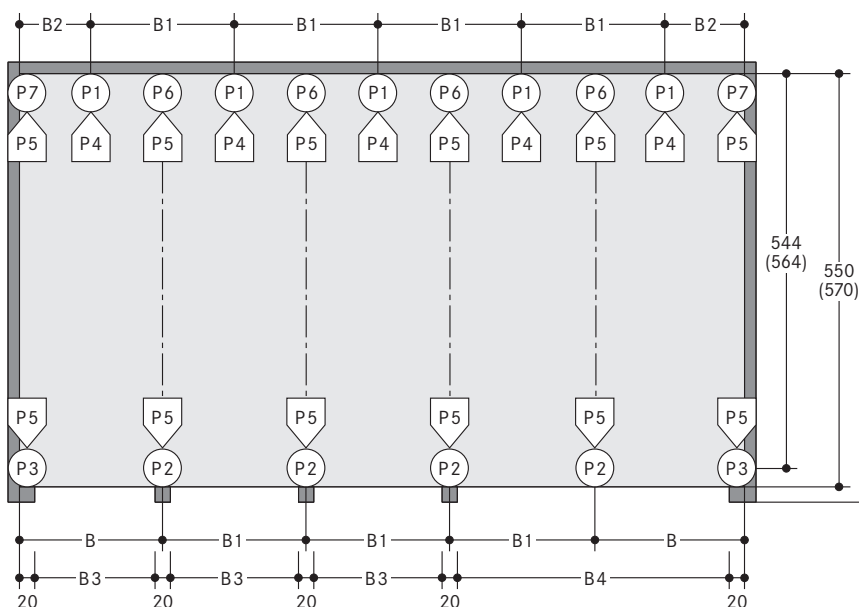 B2 B1 B1 B1 B1 B2
P7 P1 P6 P1 P6 P1 P6 P1 P6 P1 P7
P5 P4 P5 P4 P5 P4 P5 P4 P5 P4 P5
544
(564)
550
(570)
P5 P5 P5 P5 P5 P5
P3 P2 P2 P2 P2 P3
B B1 B1 B1 B
B3 B3 B3 B4
20 20 20 20 20